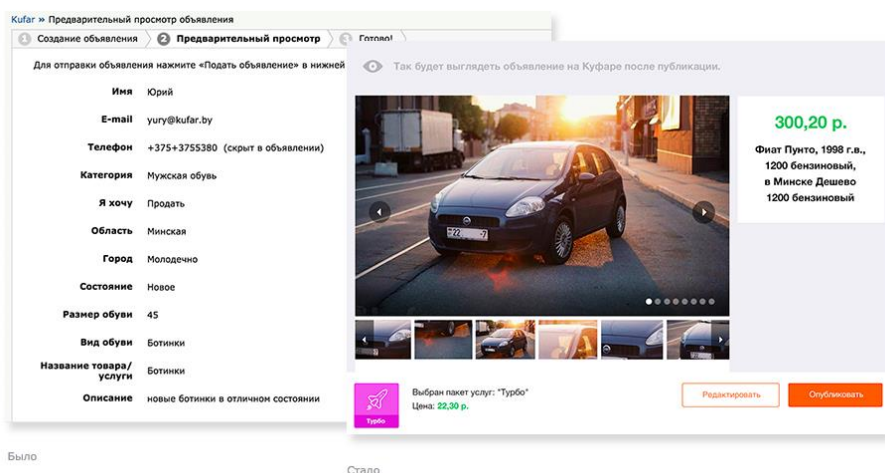 Kufar » Предварительный просмотр объявления
1 Создание объявления
2 Предварительный просмотр
3 Готово!
Для отправки объявления нажмите «Подать объявление» в нижней
Имя Юрий
E-mail yury@kufar.by
Телефон +375+3755380 (скрыт в объявлении)
Категория Мужская обувь
Я хочу Продать
Область Минская
Город Молодечно
Состояние Новое
Размер обуви 45
Вид обуви Ботинки
Название товара/
услуги Ботинки
Описание новые ботинки в отличном состоянии
Было
Так будет выглядеть объявление на Куфаре после публикации.
22 -7
300,20 р.
Фиат Пунто, 1998 г.в.,
1200 бензиновый,
в Минске Дешево
1200 бензиновый
Турбо
Выбран пакет услуг: "Турбо"
Цена: 22,30 р.
Редактировать
Опубликовать
Стало